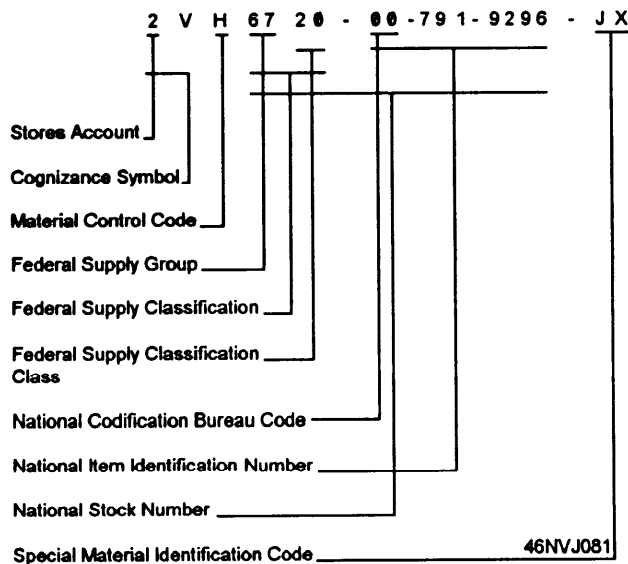 2 V H 67 20 - 00 - 791 - 9296 - JX
Stores Account
Cognizance Symbol
Material Control Code
Federal Supply Group
Federal Supply Classification
Federal Supply Classification
Class
National Codification Bureau Code
National Item Identification Number
National Stock Number
Special Material Identification Code
46NVJ081